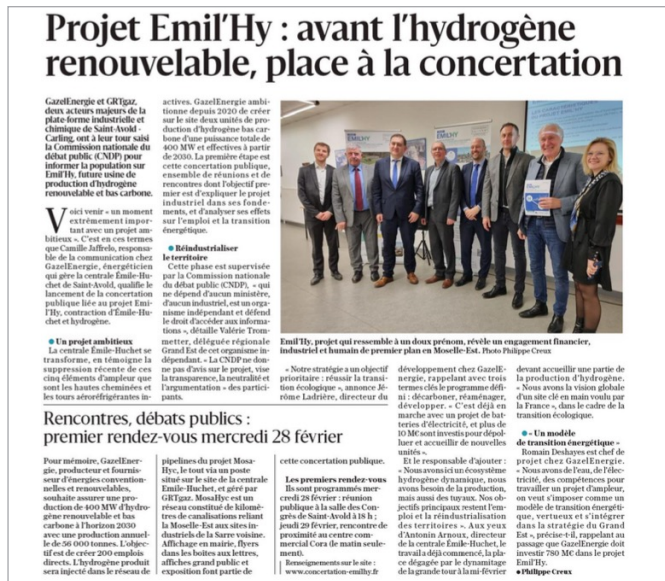 Projet Emil'Hy : avant l'hydrogène
renouvelable, place à la concertation
GazelEnergie et GRTgaz,
deux acteurs majeurs de la
plate-forme industrielle et
chimique de Saint-Avold -
Carling, ont à leur tour saisi
la Commission nationale du
débat public (CNDP) pour
informer la population sur
Emil'Hy, future usine de
production d'hydrogène
renouvelable et bas carbone.
Voici venir « un moment
extrêmement impor-
tant avec un projet am-
bitieux ». C'est en ces termes
que Camille Jaffrelo, responsa-
ble de la communication chez
GazelEnergie, énergéticien
qui gère la centrale Émile-Hu-
chet de Saint-Avold, qualifie le
lancement de la concertation
publique liée au projet Emi-
l'Hy, contraction d'Émile-Hu-
chet et hydrogène.
● Un projet ambitieux
La centrale Émile-Huchet se
transforme, en témoigne la
suppression récente de ces
cinq éléments d'ampleur que
sont les hautes cheminées et
les tours aéroréfrigérantes in-
actives. GazelEnergie ambi-
tionne depuis 2020 de créer
sur le site deux unités de pro-
duction d'hydrogène bas car-
bone d'une puissance totale de
400 MW et effectives à partir
de 2030. La première étape est
cette concertation publique,
ensemble de réunions et de
rencontres dont l'objectif pre-
mier est d'expliquer le projet
industriel dans ses fonde-
ments, et d'analyser ses effets
sur l'emploi et la transition
énergétique.
● Réindustrialiser
le territoire
Cette phase est supervisée
par la Commission nationale
du débat public (CNDP), « qui
ne dépend d'aucun ministère,
d'aucun industriel, est un orga-
nisme indépendant et défend
le droit d'accéder aux informa-
tions », détaille Valérie Trom-
metter, déléguée régionale
Grand Est de cet organisme in-
dépendant. « La CNDP ne don-
ne pas d'avis sur le projet, vise
la transparence, la neutralité et
l'argumentation » des partici-
pants.
EMIL'HY
Emil'Hy, projet qui ressemble à un doux prénom, révèle un engagement financier,
industriel et humain de premier plan en Moselle-Est. Photo Philippe Creux
« Notre stratégie a un objectif
prioritaire : réussir la transi-
tion écologique », annonce Jé-
rôme Ladrière, directeur du
développement chez GazelE-
nergie, rappelant avec trois
termes clés le programme défi-
ni : décarboner, réaménager,
développer. « C'est déjà en
marche avec un projet de bat-
teries d'électricité, et plus de
10 M€ sont investis pour dépol-
luer et accueillir de nouvelles
unités ».
Et le responsable d'ajouter :
« Nous avons ici un écosystème
hydrogène dynamique, nous
avons besoin de la production,
mais aussi des tuyaux. Nos ob-
jectifs principaux restent l'em-
ploi et la réindustrialisation
des territoires ». Aux yeux
d'Antonin Arnoux, directeur
de la centrale Émile-Huchet, le
travail a déjà commencé, la pla-
ce dégagée par le dynamitage
de la grande tour à la mi-février
devant accueillir une partie de
la production d'hydrogène.
« Nous avons la vision globale
d'un site clé en main voulu par
la France », dans le cadre de la
transition écologique.
● « Un modèle
de transition énergétique »
Romain Deshayes est chef de
projet chez GazelEnergie.
« Nous avons de l'eau, de l'élec-
tricité, des compétences pour
travailler un projet d'ampleur,
on veut s'imposer comme un
modèle de transition énergéti-
que, vertueux et s'intégrer
dans la stratégie du Grand
Est », précise-t-il, rappelant au
passage que GazelEnergie doit
investir 780 M€ dans le projet
Emil'Hy.
● Philippe Creux
Rencontres, débats publics :
premier rendez-vous mercredi 28 février
Pour mémoire, GazelEner-
gie, producteur et fournis-
seur d'énergies convention-
nelles et renouvelables,
souhaite assurer une pro-
duction de 400 MW d'hydro-
gène renouvelable et bas
carbone à l'horizon 2030
avec une production annuel-
le de 56 000 tonnes. L'objec-
tif est de créer 200 emplois
directs. L'hydrogène produit
sera injecté dans le réseau de
pipelines du projet Mosa-
Hyc, le tout via un poste
situé sur le site de la centrale
Emile-Huchet, et géré par
GRTgaz. MosaHyc est un
réseau constitué de kilomè-
tres de canalisations reliant
la Moselle-Est aux sites indus-
triels de la Sarre voisine.
Affichage en mairie, flyers
dans les boîtes aux lettres,
affiches grand public et
exposition font partie de
cette concertation publique.
Les premiers rendez-vous
Ils sont programmés mer-
credi 28 février : réunion
publique à la salle des Con-
grès de Saint-Avold à 18 h ;
jeudi 29 février, rencontre de
proximité au centre com-
mercial Cora (le matin seule-
ment).
Renseignements sur le site :
www.concertation-emilhy.fr